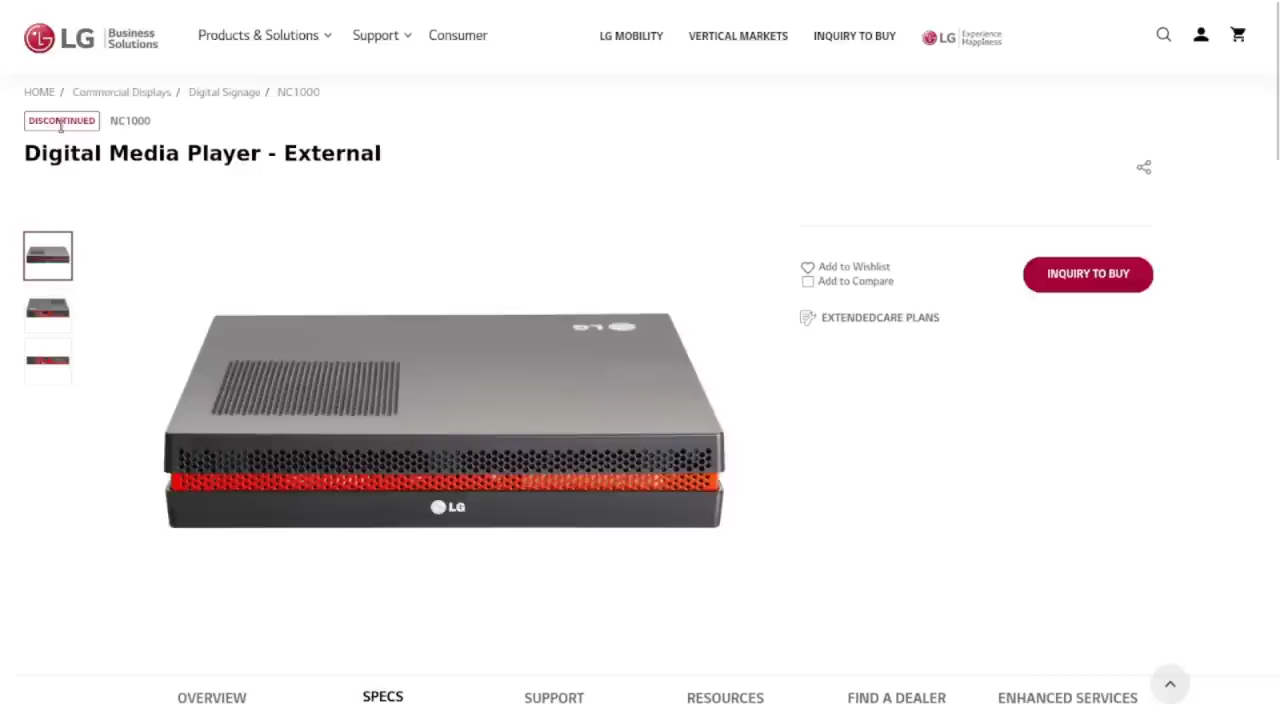 LG Business Solutions Products & Solutions Support Consumer LG MOBILITY VERTICAL MARKETS INQUIRY TO BUY LG Experience Happiness
HOME / Commercial Displays / Digital Signage / NC1000
DISCONTINUED NC1000
Digital Media Player - External
Add to Wishlist
Add to Compare
INQUIRY TO BUY
EXTENDEDCARE PLANS
LG
LG
OVERVIEW SPECS SUPPORT RESOURCES FIND A DEALER ENHANCED SERVICES